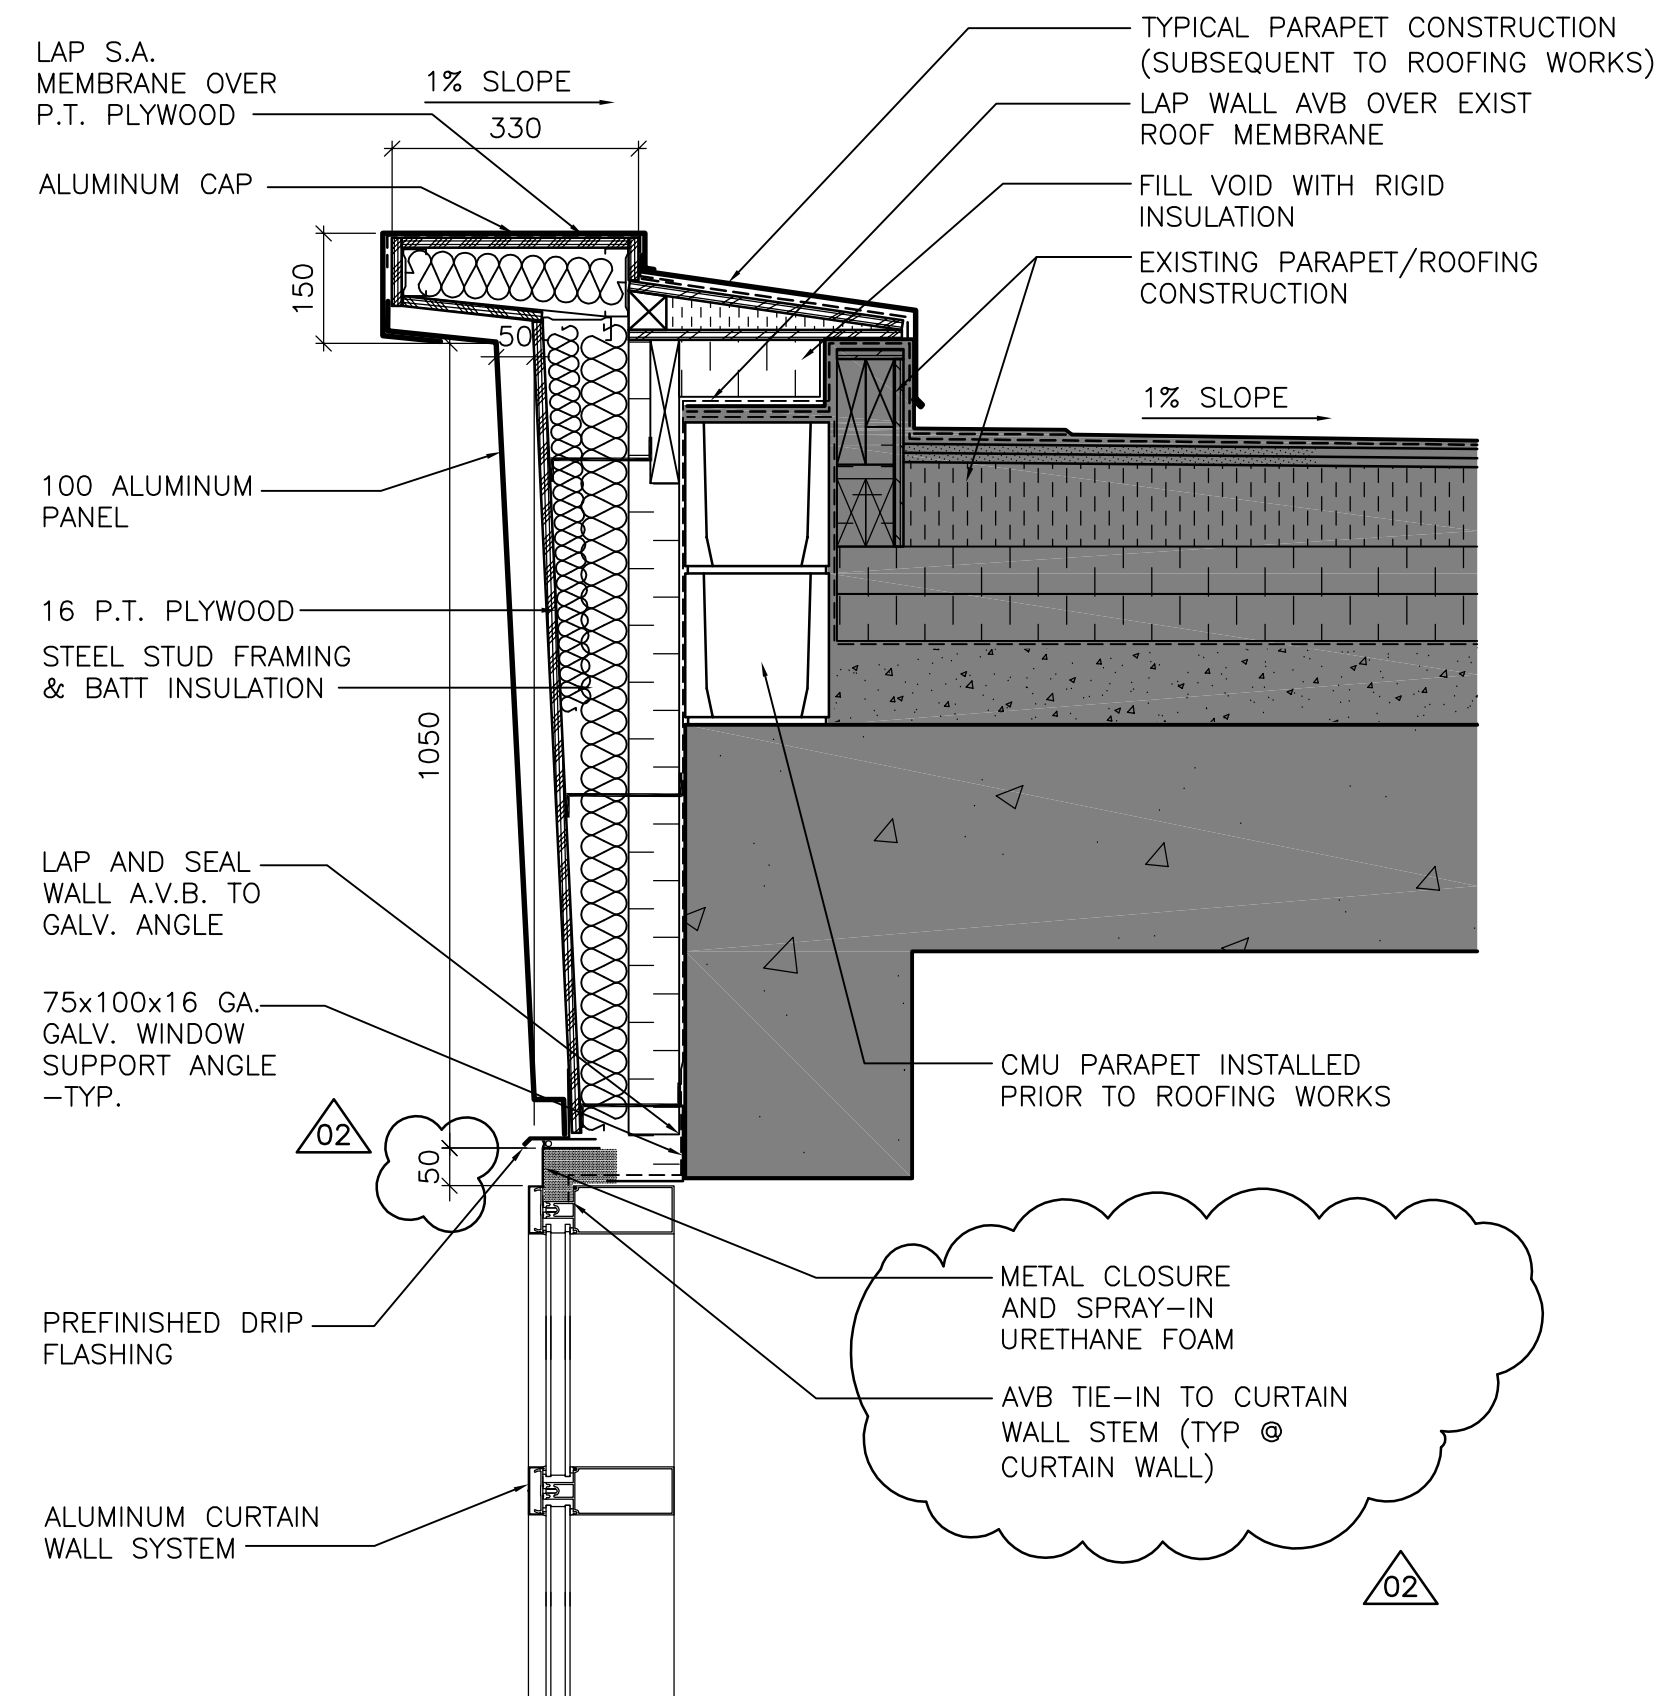 LAP S.A.
MEMBRANE OVER
P.T. PLYWOOD
1% SLOPE
330
TYPICAL PARAPET CONSTRUCTION
(SUBSEQUENT TO ROOFING WORKS)
LAP WALL AVB OVER EXIST
ROOF MEMBRANE
ALUMINUM CAP
FILL VOID WITH RIGID
INSULATION
EXISTING PARAPET/ROOFING
CONSTRUCTION
150
50
1% SLOPE
100 ALUMINUM
PANEL
16 P.T. PLYWOOD
STEEL STUD FRAMING
& BATT INSULATION
1050
LAP AND SEAL
WALL A.V.B. TO
GALV. ANGLE
75x100x16 GA.
GALV. WINDOW
SUPPORT ANGLE
-TYP.
CMU PARAPET INSTALLED
PRIOR TO ROOFING WORKS
02
50
METAL CLOSURE
AND SPRAY-IN
URETHANE FOAM
PREFINISHED DRIP
FLASHING
AVB TIE-IN TO CURTAIN
WALL STEM (TYP @
CURTAIN WALL)
ALUMINUM CURTAIN
WALL SYSTEM
02